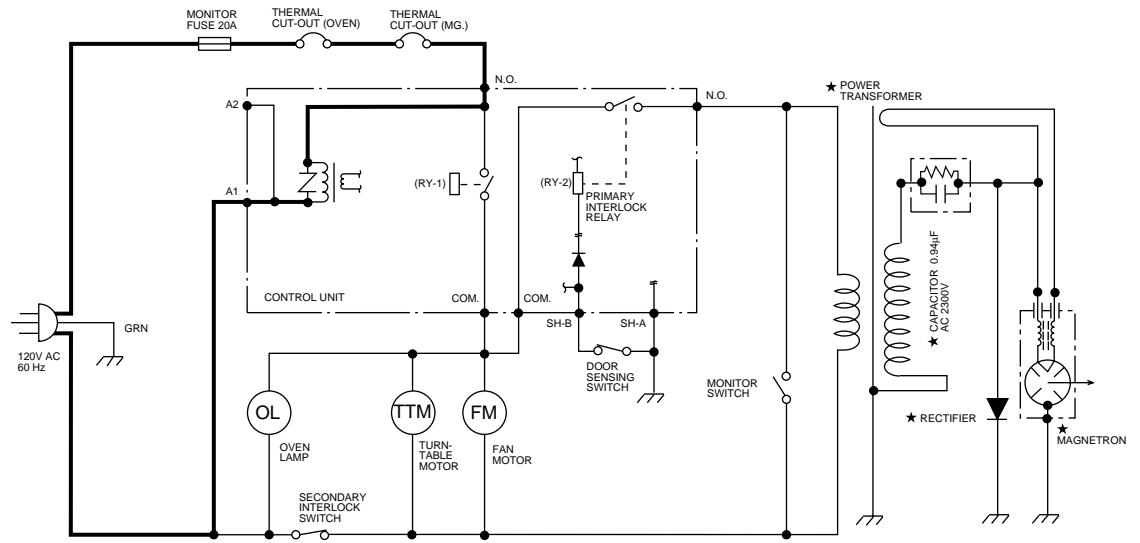 MONITOR
FUSE 20A
THERMAL
CUT-OUT (OVEN)
THERMAL
CUT-OUT (MG.)
N.O.
A2
N.O.
★ POWER
TRANSFORMER
(RY-1)
(RY-2)
PRIMARY
INTERLOCK
RELAY
A1
★ CAPACITOR 0.94µF
AC 2300V
CONTROL UNIT
COM.
COM.
SH-B
SH-A
GRN
120V AC
60 Hz
DOOR
SENSING
SWITCH
MONITOR
SWITCH
OL
TTM
FM
★ RECTIFIER
★
MAGNETRON
OVEN
LAMP
TURN-
TABLE
MOTOR
FAN
MOTOR
SECONDARY
INTERLOCK
SWITCH